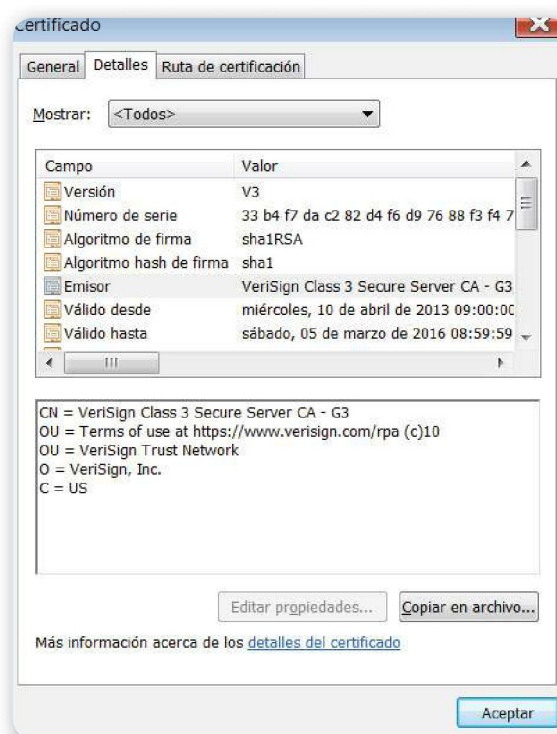 Certificado
General Detalles Ruta de certificación
Mostrar: <Todos>
Campo Valor
Versión V3
Número de serie 33 b4 f7 da c2 82 d4 f6 d9 76 88 f3 f4 7
Algoritmo de firma sha1RSA
Algoritmo hash de firma sha1
Emisor VeriSign Class 3 Secure Server CA - G3
Válido desde miércoles, 10 de abril de 2013 09:00:00
Válido hasta sábado, 05 de marzo de 2016 08:59:59
CN = VeriSign Class 3 Secure Server CA - G3
OU = Terms of use at https://www.verisign.com/rpa (c)10
OU = VeriSign Trust Network
O = VeriSign, Inc.
C = US
Editar propiedades... Copiar en archivo...
Más información acerca de los detalles del certificado
Aceptar